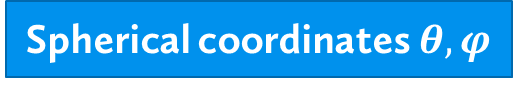 Spherical coordinates θ, φ